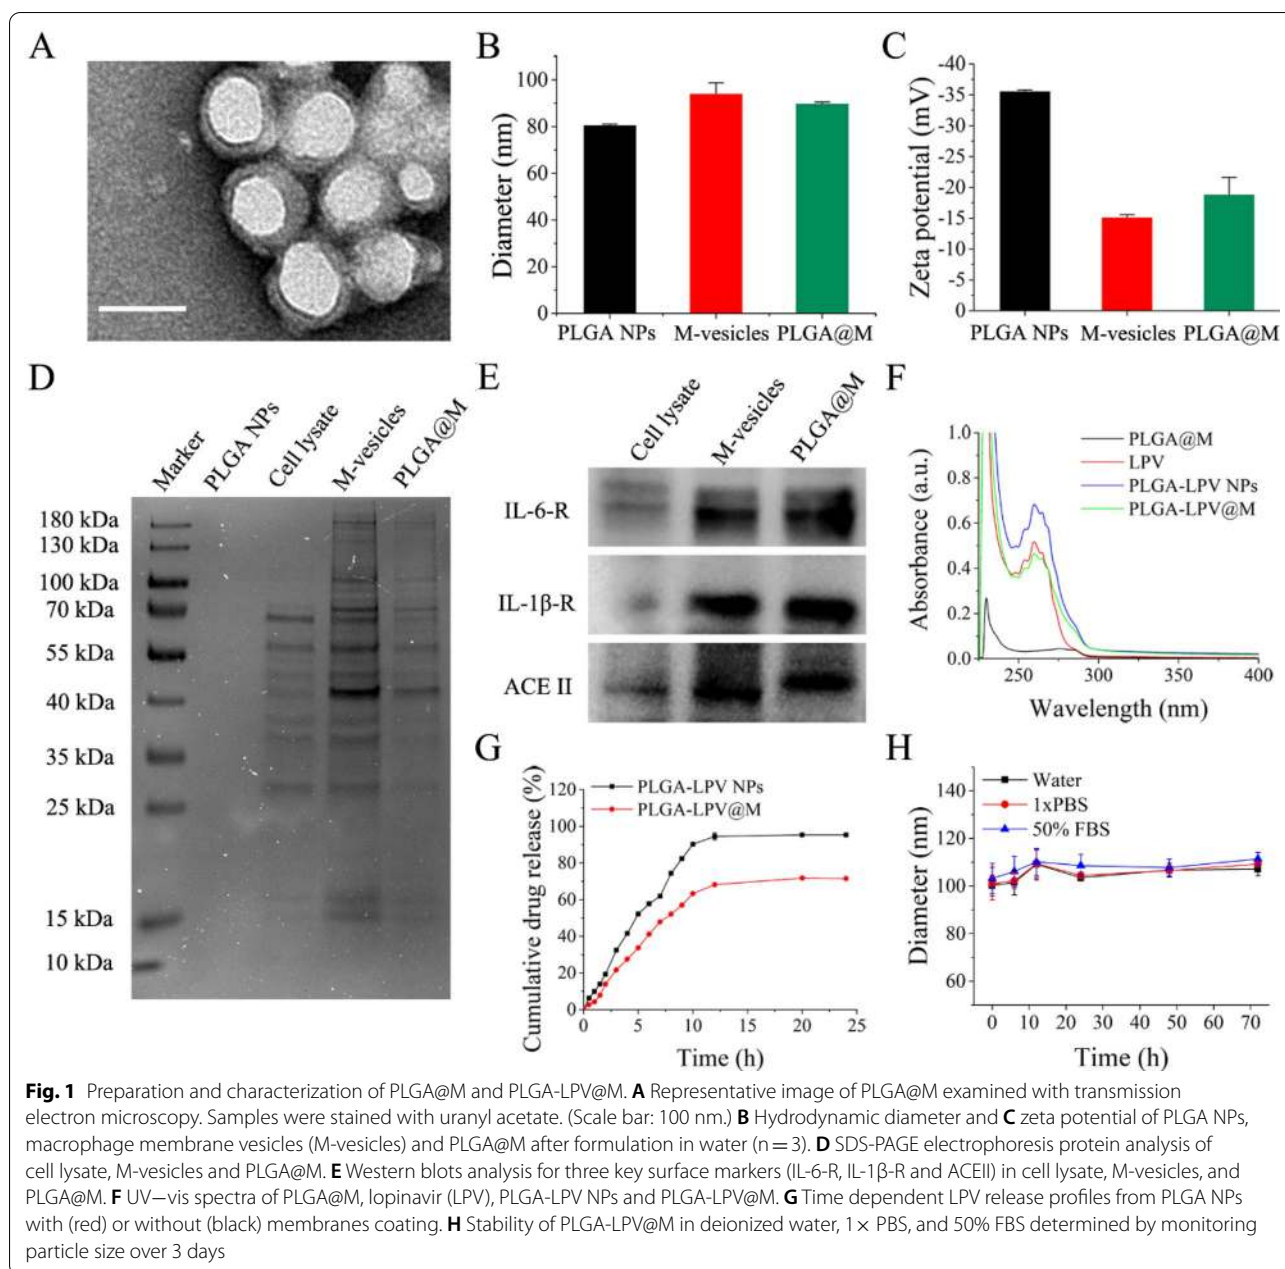 A
B
Diameter (nm)
100
80
60
40
20
0
PLGA NPs
M-vesicles
PLGA@M
C
Zeta potential (mV)
-40
-35
-30
-25
-20
-15
-10
-5
0
PLGA NPs
M-vesicles
PLGA@M
D
Marker
PLGA NPs
Cell lysate
M-vesicles
PLGA@M
180 kDa
130 kDa
100 kDa
70 kDa
55 kDa
40 kDa
35 kDa
25 kDa
15 kDa
10 kDa
E
Cell lysate
M-vesicles
PLGA@M
IL-6-R
IL-1β-R
ACE II
F
Absorbance (a.u.)
1.0
0.8
0.6
0.4
0.2
0.0
PLGA@M
LPV
PLGA-LPV NPs
PLGA-LPV@M
250
300
350
400
Wavelength (nm)
G
Cumulative drug release (%)
120
100
80
60
40
20
0
PLGA-LPV NPs
PLGA-LPV@M
0
5
10
15
20
25
Time (h)
H
Diameter (nm)
140
120
100
80
60
Water
1xPBS
50% FBS
0
10
20
30
40
50
60
70
Time (h)
Fig. 1 Preparation and characterization of PLGA@M and PLGA-LPV@M. A Representative image of PLGA@M examined with transmission
electron microscopy. Samples were stained with uranyl acetate. (Scale bar: 100 nm.) B Hydrodynamic diameter and C zeta potential of PLGA NPs,
macrophage membrane vesicles (M-vesicles) and PLGA@M after formulation in water (n = 3). D SDS-PAGE electrophoresis protein analysis of
cell lysate, M-vesicles and PLGA@M. E Western blots analysis for three key surface markers (IL-6-R, IL-1β-R and ACEII) in cell lysate, M-vesicles, and
PLGA@M. F UV–vis spectra of PLGA@M, lopinavir (LPV), PLGA-LPV NPs and PLGA-LPV@M. G Time dependent LPV release profiles from PLGA NPs
with (red) or without (black) membranes coating. H Stability of PLGA-LPV@M in deionized water, 1× PBS, and 50% FBS determined by monitoring
particle size over 3 days